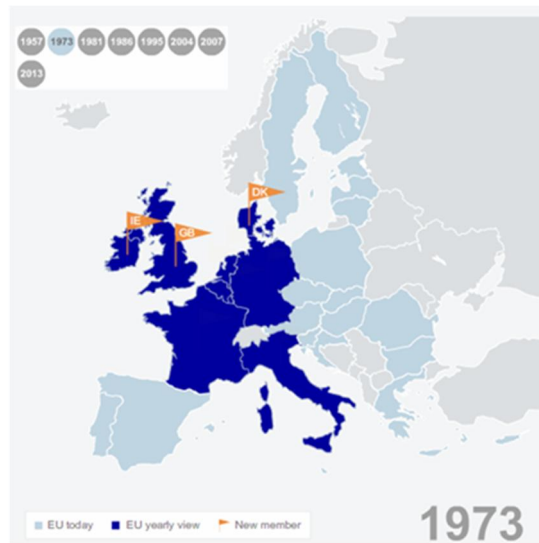 1957 1973 1981 1986 1995 2004 2007
2013
DK
IE
GB
EU today EU yearly view New member
1973